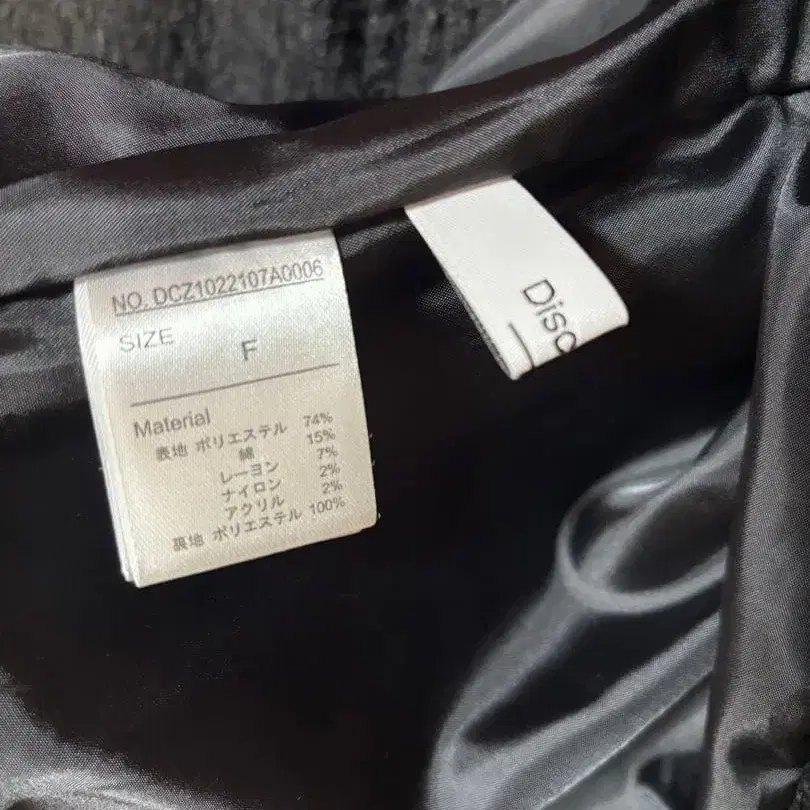 NO. DCZ1022107A0006
SIZE F
Material
表地 ポリエステル 74%
綿 15%
レーヨン 7%
ナイロン 2%
アクリル 2%
裏地 ポリエステル 100%
Disc